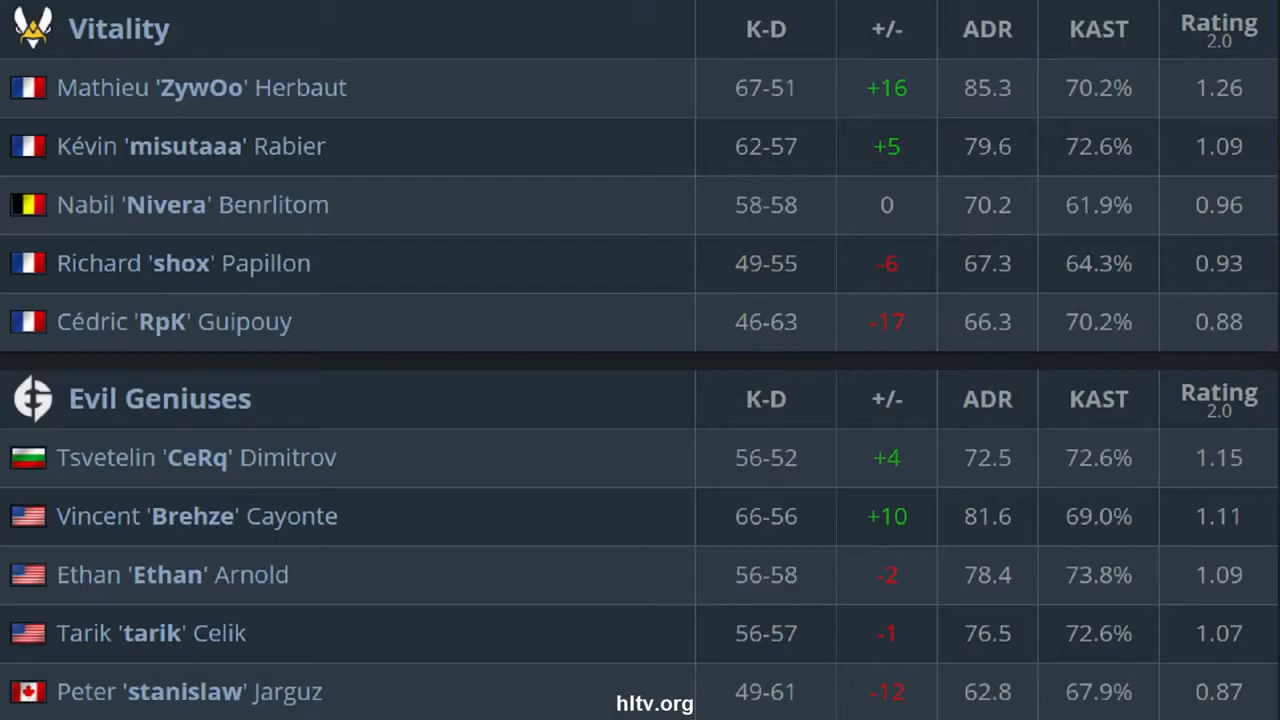 Vitality K-D +/- ADR KAST Rating 2.0
Mathieu 'ZywOo' Herbaut 67-51 +16 85.3 70.2% 1.26
Kévin 'misutaaa' Rabier 62-57 +5 79.6 72.6% 1.09
Nabil 'Nivera' Benrlitom 58-58 0 70.2 61.9% 0.96
Richard 'shox' Papillon 49-55 -6 67.3 64.3% 0.93
Cédric 'RpK' Guipouy 46-63 -17 66.3 70.2% 0.88
Evil Geniuses K-D +/- ADR KAST Rating 2.0
Tsvetelin 'CeRq' Dimitrov 56-52 +4 72.5 72.6% 1.15
Vincent 'Brehze' Cayonte 66-56 +10 81.6 69.0% 1.11
Ethan 'Ethan' Arnold 56-58 -2 78.4 73.8% 1.09
Tarik 'tarik' Celik 56-57 -1 76.5 72.6% 1.07
Peter 'stanislaw' Jarguz 49-61 -12 62.8 67.9% 0.87
hltv.org